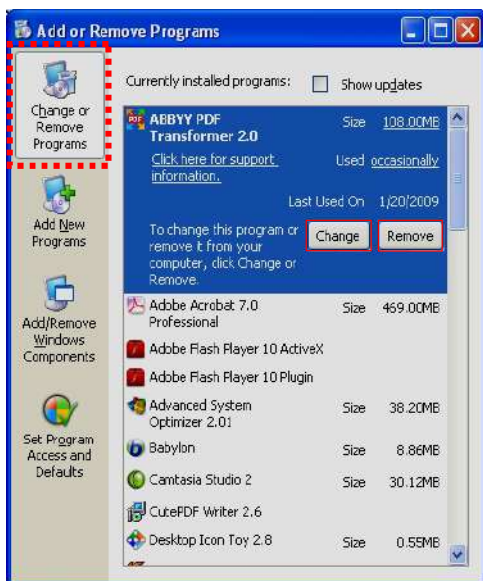 Add or Remove Programs
Change or
Remove
Programs
Add New
Programs
Add/Remove
Windows
Components
Set Program
Access and
Defaults
Currently installed programs: Show updates
PDF
ABBYY PDF Size 108.00MB
Transformer 2.0
Click here for support Used occasionally
information.
Last Used On 1/20/2009
To change this program or
remove it from your
computer, click Change or
Remove.
Change Remove
Adobe Acrobat 7.0 Size 469.00MB
Professional
Adobe Flash Player 10 ActiveX
Adobe Flash Player 10 Plugin
Advanced System Size 38.20MB
Optimizer 2.01
Babylon Size 8.86MB
Camtasia Studio 2 Size 30.12MB
CutePDF Writer 2.6
Desktop Icon Toy 2.8 Size 0.55MB